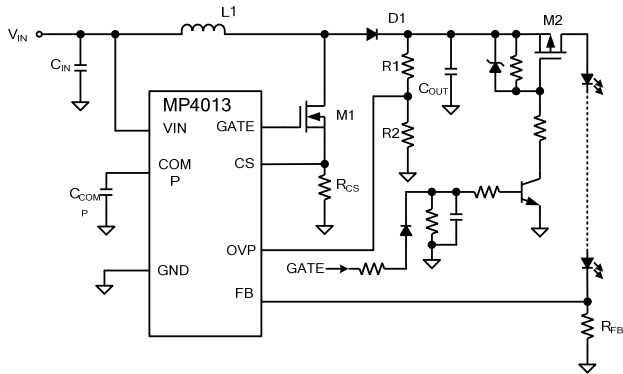 L1
D1
M2
VIN
CIN
R1
COUT
MP4013
VIN
GATE
M1
R2
COM
P
CS
RCS
CCOM
P
OVP
GND
GATE
FB
RFB